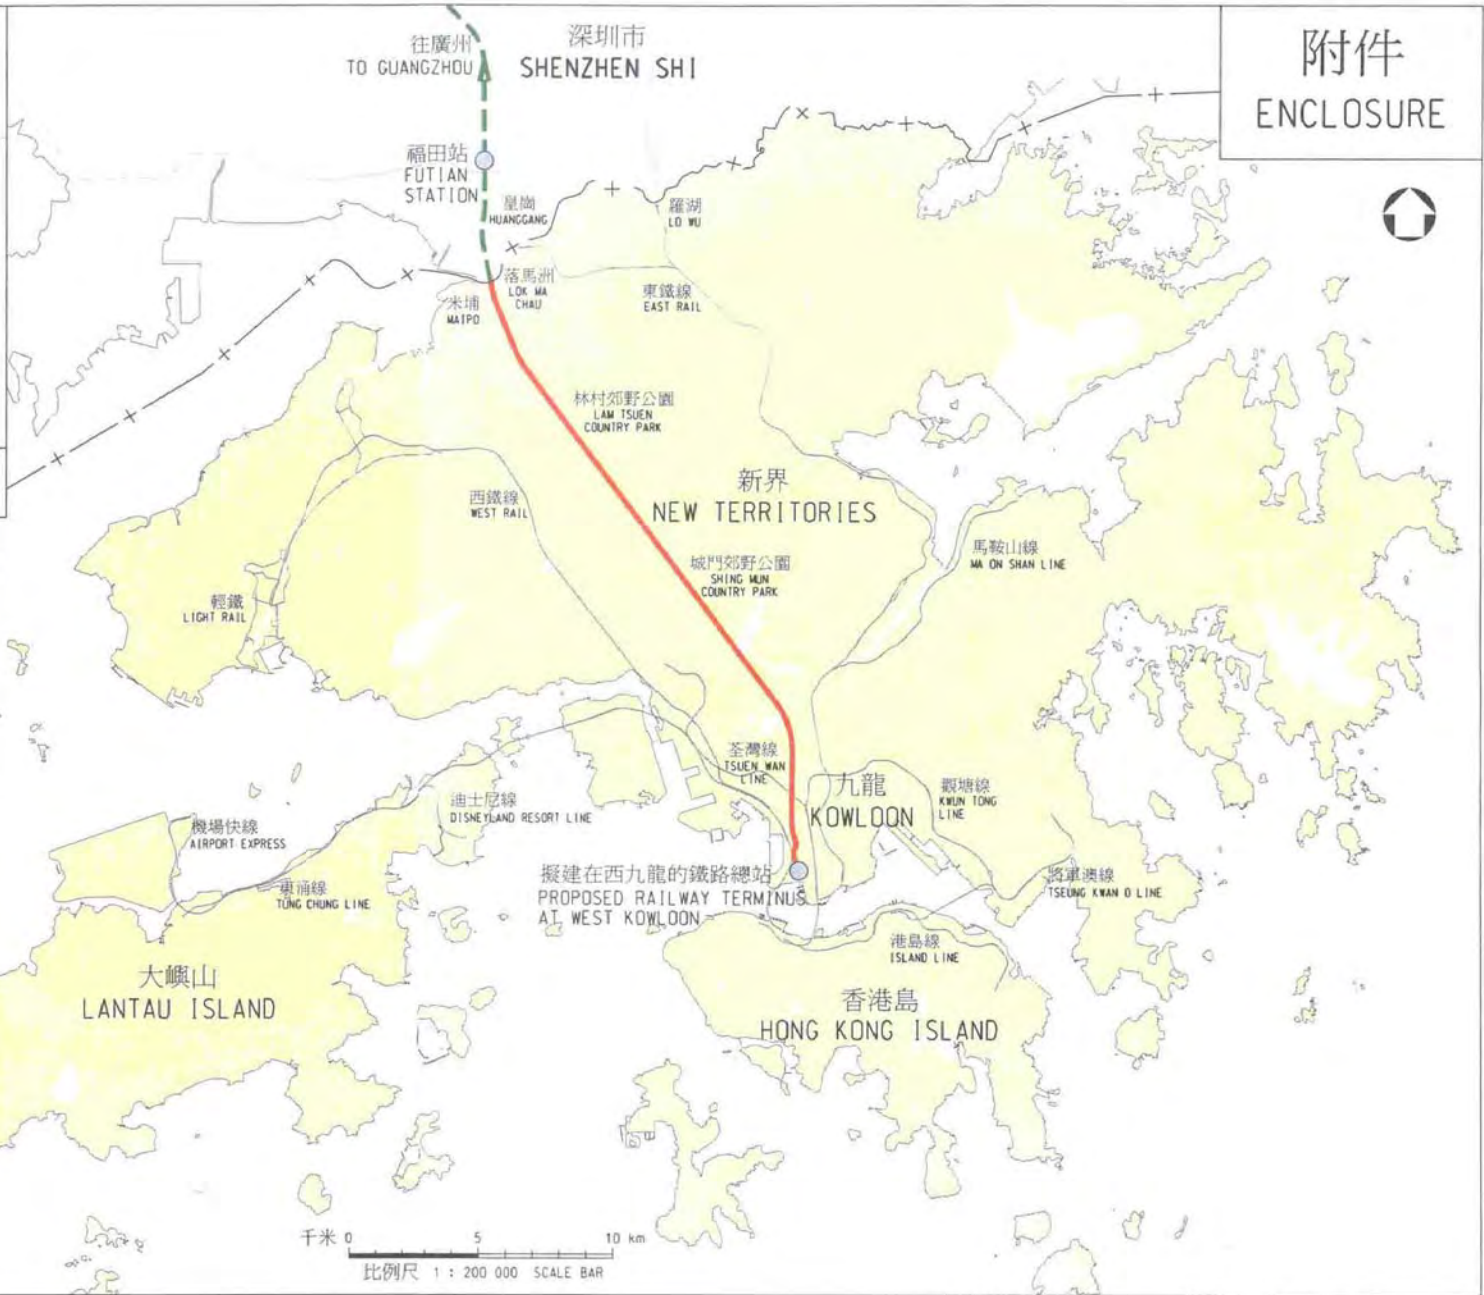 附件
ENCLOSURE
往廣州
TO GUANGZHOU
深圳市
SHENZHEN SHI
福田站
FUTIAN
STATION
皇崗
HUANGGANG
羅湖
LO WU
落馬洲
LOK MA
CHAU
米埔
MAIPO
東鐵線
EAST RAIL
林村郊野公園
LAM TSUEN
COUNTRY PARK
新界
NEW TERRITORIES
西鐵線
WEST RAIL
城門郊野公園
SHING MUN
COUNTRY PARK
馬鞍山線
MA ON SHAN LINE
輕鐵
LIGHT RAIL
荃灣線
TSUEN WAN
LINE
九龍
KOWLOON
觀塘線
KWUN TONG
LINE
迪士尼線
DISNEYLAND RESORT LINE
機場快線
AIRPORT EXPRESS
東涌線
TUNG CHUNG LINE
擬建在西九龍的鐵路總站
PROPOSED RAILWAY TERMINUS
AT WEST KOWLOON
將軍澳線
TSEUNG KWAN O LINE
港島線
ISLAND LINE
大嶼山
LANTAU ISLAND
香港島
HONG KONG ISLAND
千米 0 5 10 km
比例尺 1 : 200 000 SCALE BAR